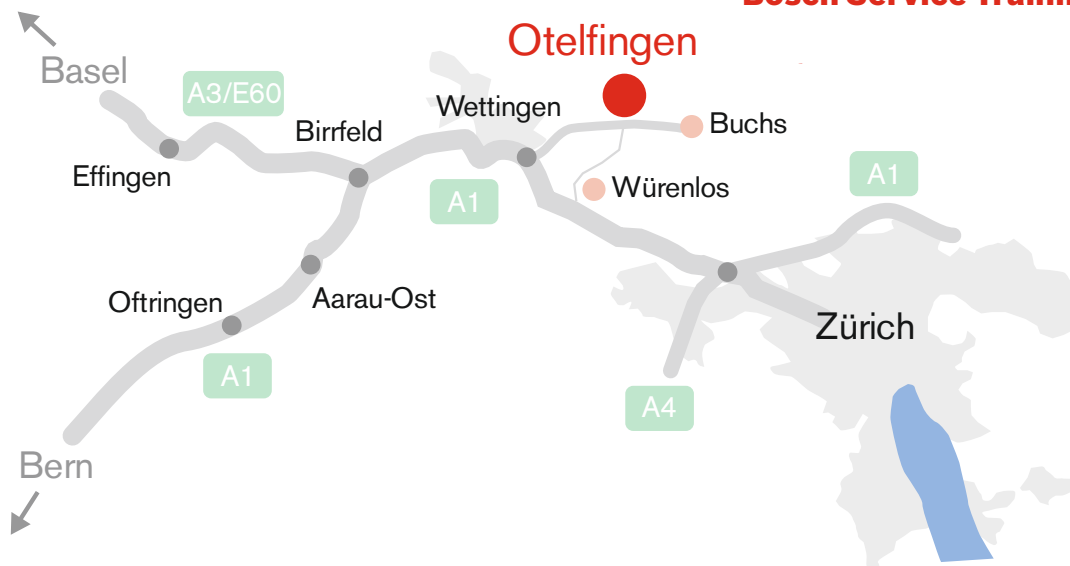 Otelfingen
Basel
A3/E60
Wettingen
Birrfeld
Buchs
Effingen
A1
Würenlos
A1
Oftringen
Aarau-Ost
Zürich
A1
A4
Bern